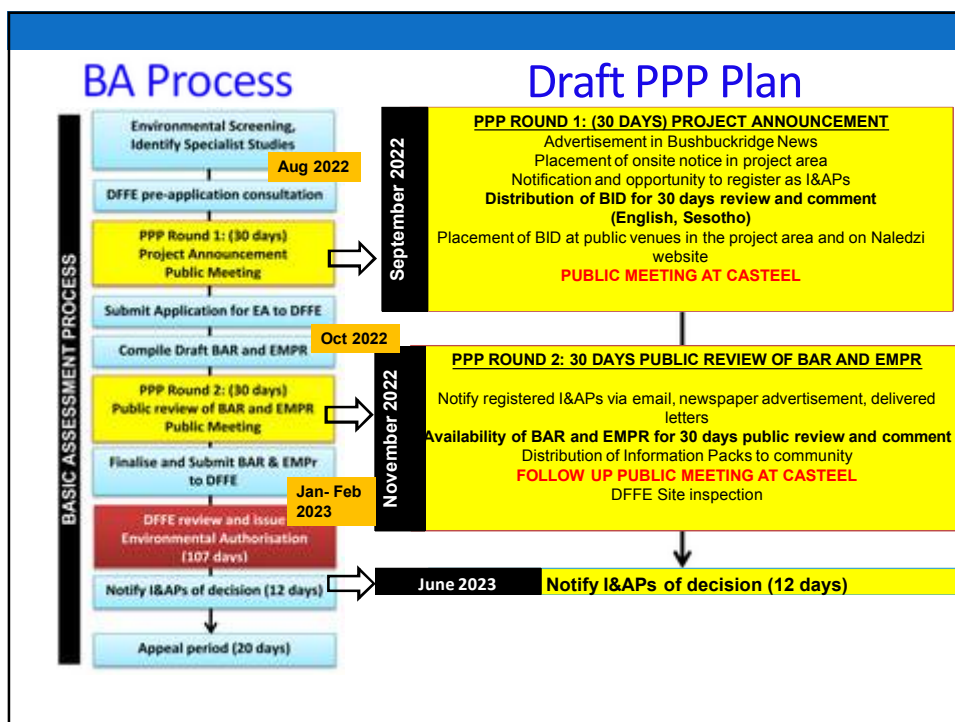 BA Process
Draft PPP Plan
BASIC ASSESSMENT PROCESS
Environmental Screening,
Identify Specialist Studies
Aug 2022
DFFE pre-application consultation
PPP Round 1: (30 days)
Project Announcement
Public Meeting
Submit Application for EA to DFFE
Oct 2022
Compile Draft BAR and EMPR
PPP Round 2: (30 days)
Public review of BAR and EMPR
Public Meeting
Finalise and Submit BAR & EMPr
to DFFE
Jan- Feb
2023
DFFE review and issue
Environmental Authorisation
(107 days)
Notify I&APs of decision (12 days)
Appeal period (20 days)
September 2022
PPP ROUND 1: (30 DAYS) PROJECT ANNOUNCEMENT
Advertisement in Bushbuckridge News
Placement of onsite notice in project area
Notification and opportunity to register as I&APs
Distribution of BID for 30 days review and comment
(English, Sesotho)
Placement of BID at public venues in the project area and on Naledzi
website
PUBLIC MEETING AT CASTEEL
November 2022
PPP ROUND 2: 30 DAYS PUBLIC REVIEW OF BAR AND EMPR
Notify registered I&APs via email, newspaper advertisement, delivered
letters
Availability of BAR and EMPR for 30 days public review and comment
Distribution of Information Packs to community
FOLLOW UP PUBLIC MEETING AT CASTEEL
DFFE Site inspection
June 2023
Notify I&APs of decision (12 days)